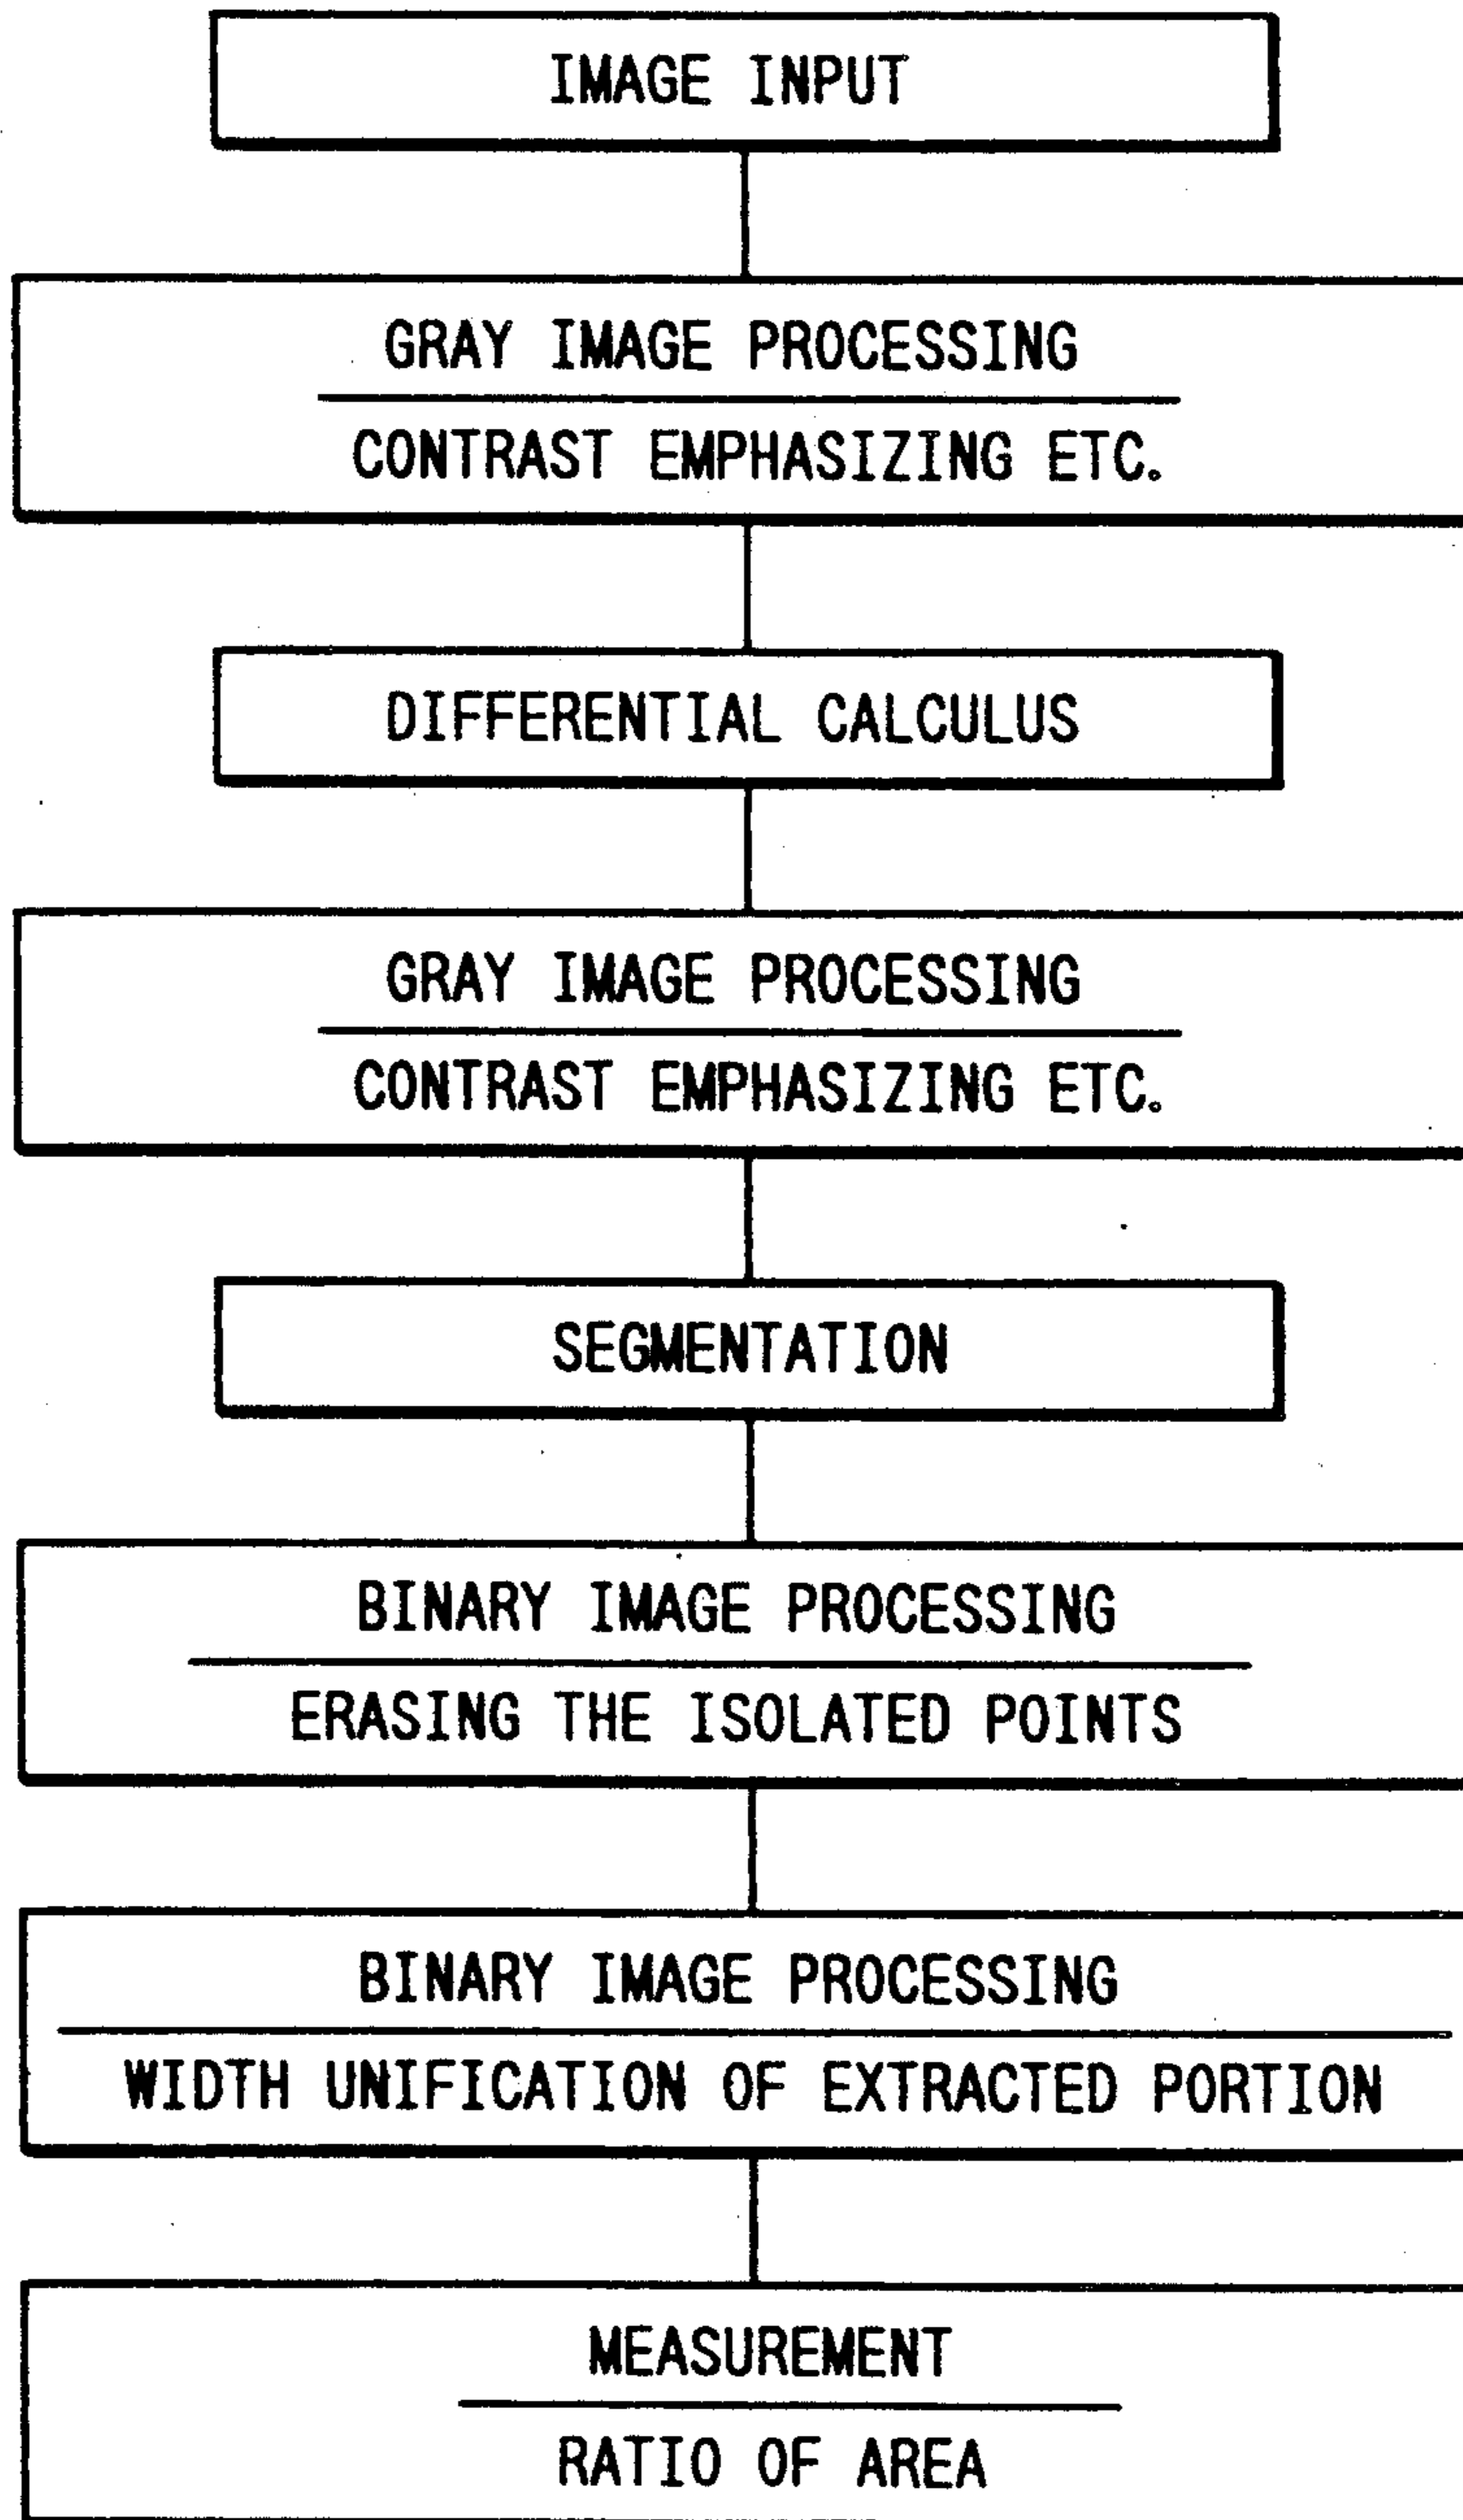 IMAGE INPUT
GRAY IMAGE PROCESSING
CONTRAST EMPHASIZING ETC.
DIFFERENTIAL CALCULUS
GRAY IMAGE PROCESSING
CONTRAST EMPHASIZING ETC.
SEGMENTATION
BINARY IMAGE PROCESSING
ERASING THE ISOLATED POINTS
BINARY IMAGE PROCESSING
WIDTH UNIFICATION OF EXTRACTED PORTION
MEASUREMENT
RATIO OF AREA